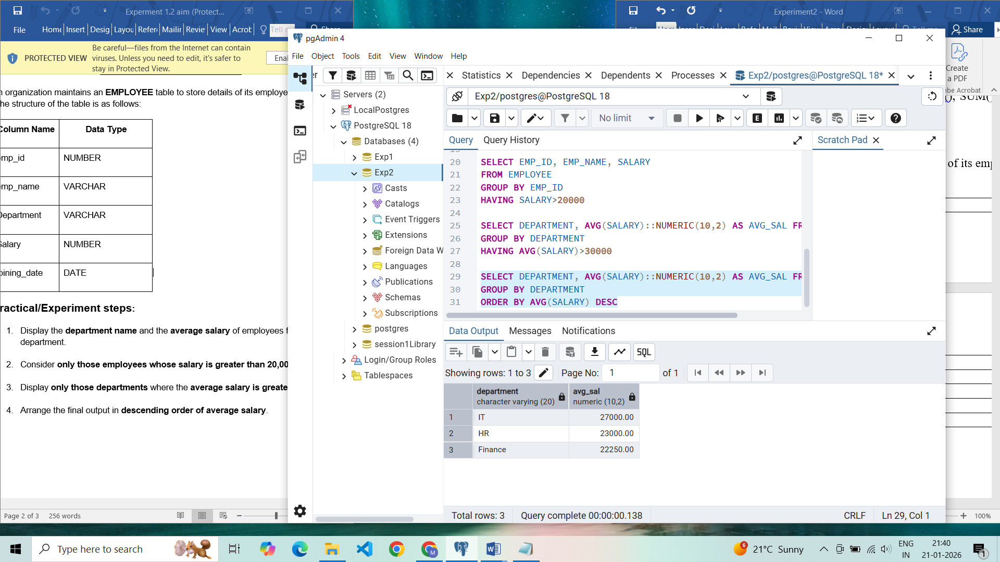 Experment 1.2 aim (Protect...
File Home Insert Desig Layou Refer Mailin Revie View Acrob Tell m Share
PROTECTED VIEW
Be careful—files from the Internet can contain
viruses. Unless you need to edit, it's safer to
stay in Protected View.
Ena
n organization maintains an EMPLOYEE table to store details of its employe
he structure of the table is as follows:
Column Name Data Type
mp_id NUMBER
mp_name VARCHAR
Department VARCHAR
Salary NUMBER
oining_date DATE
ractical/Experiment steps:
1. Display the department name and the average salary of employees f
department.
2. Consider only those employees whose salary is greater than 20,00
3. Display only those departments where the average salary is greate
4. Arrange the final output in descending order of average salary.
Page 2 of 3 256 words
Experiment2 - Word
Share
Create
a PDF
be Acrobat
), SUM(
of its emp
100%
pgAdmin 4
File Object Tools Edit View Window Help
er
Statistics Dependencies Dependents Processes Exp2/postgres@PostgreSQL 18*
Servers (2)
LocalPostgres
PostgreSQL 18
Databases (4)
Exp1
Exp2
Casts
Catalogs
Event Triggers
Extensions
Foreign Data W
Languages
Publications
Schemas
Subscriptions
postgres
session1Library
Login/Group Roles
Tablespaces
Exp2/postgres@PostgreSQL 18
No limit
E
Query Query History
Scratch Pad
20 SELECT EMP_ID, EMP_NAME, SALARY
21 FROM EMPLOYEE
22 GROUP BY EMP_ID
23 HAVING SALARY>20000
24
25 SELECT DEPARTMENT, AVG(SALARY)::NUMERIC(10,2) AS AVG_SAL FR
26 GROUP BY DEPARTMENT
27 HAVING AVG(SALARY)>30000
28
29 SELECT DEPARTMENT, AVG(SALARY)::NUMERIC(10,2) AS AVG_SAL FR
30 GROUP BY DEPARTMENT
31 ORDER BY AVG(SALARY) DESC
Data Output Messages Notifications
SQL
Showing rows: 1 to 3 Page No: 1 of 1
department avg_sal
character varying (20) numeric (10,2)
1 IT 27000.00
2 HR 23000.00
3 Finance 22250.00
Total rows: 3 Query complete 00:00:00.138 CRLF Ln 29, Col 1
Type here to search
6 21°C Sunny
ENG
IN
21:40
21-01-2026
1